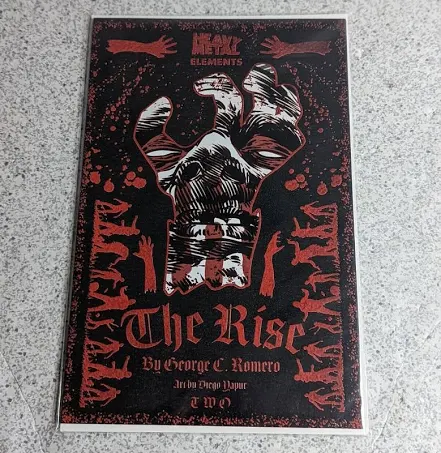 HEAVY
METAL
ELEMENTS
The Rise
By George C. Romero
Art by Diego Yapur
TWO